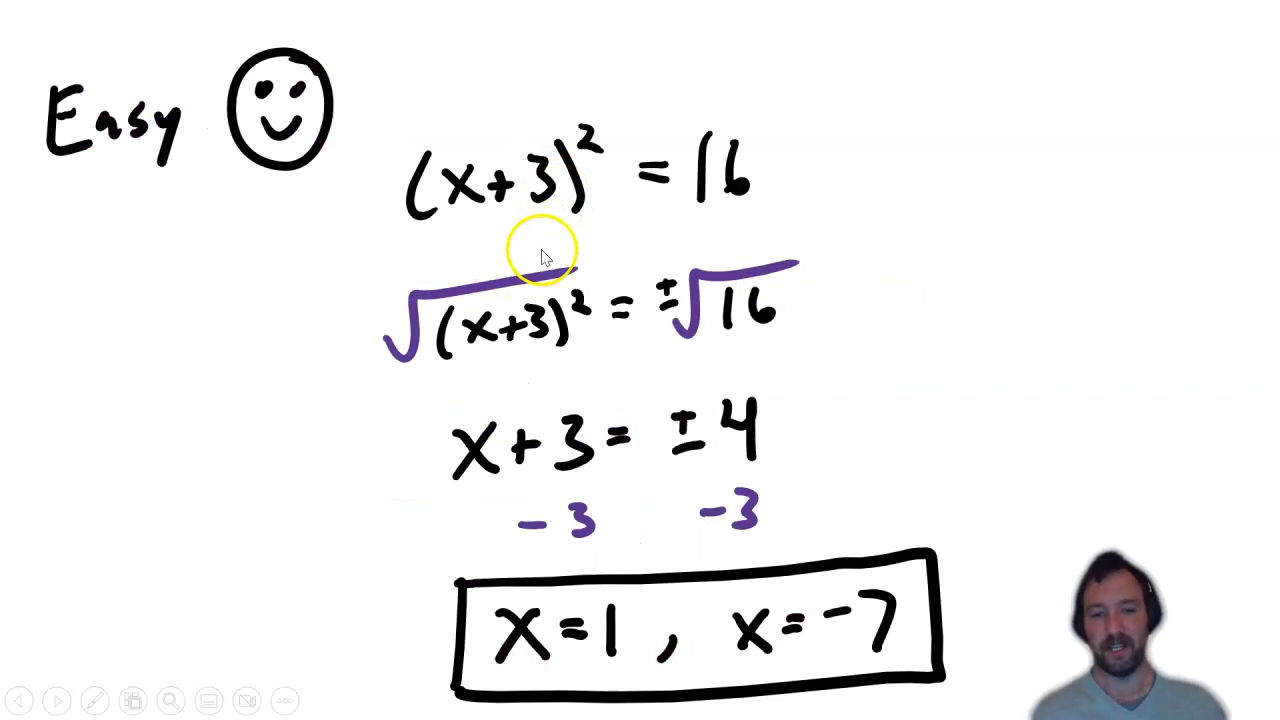 Easy
(x+3)² = 16
√(x+3)² = ±√16
x+3 = ±4
-3 -3
x=1, x=-7